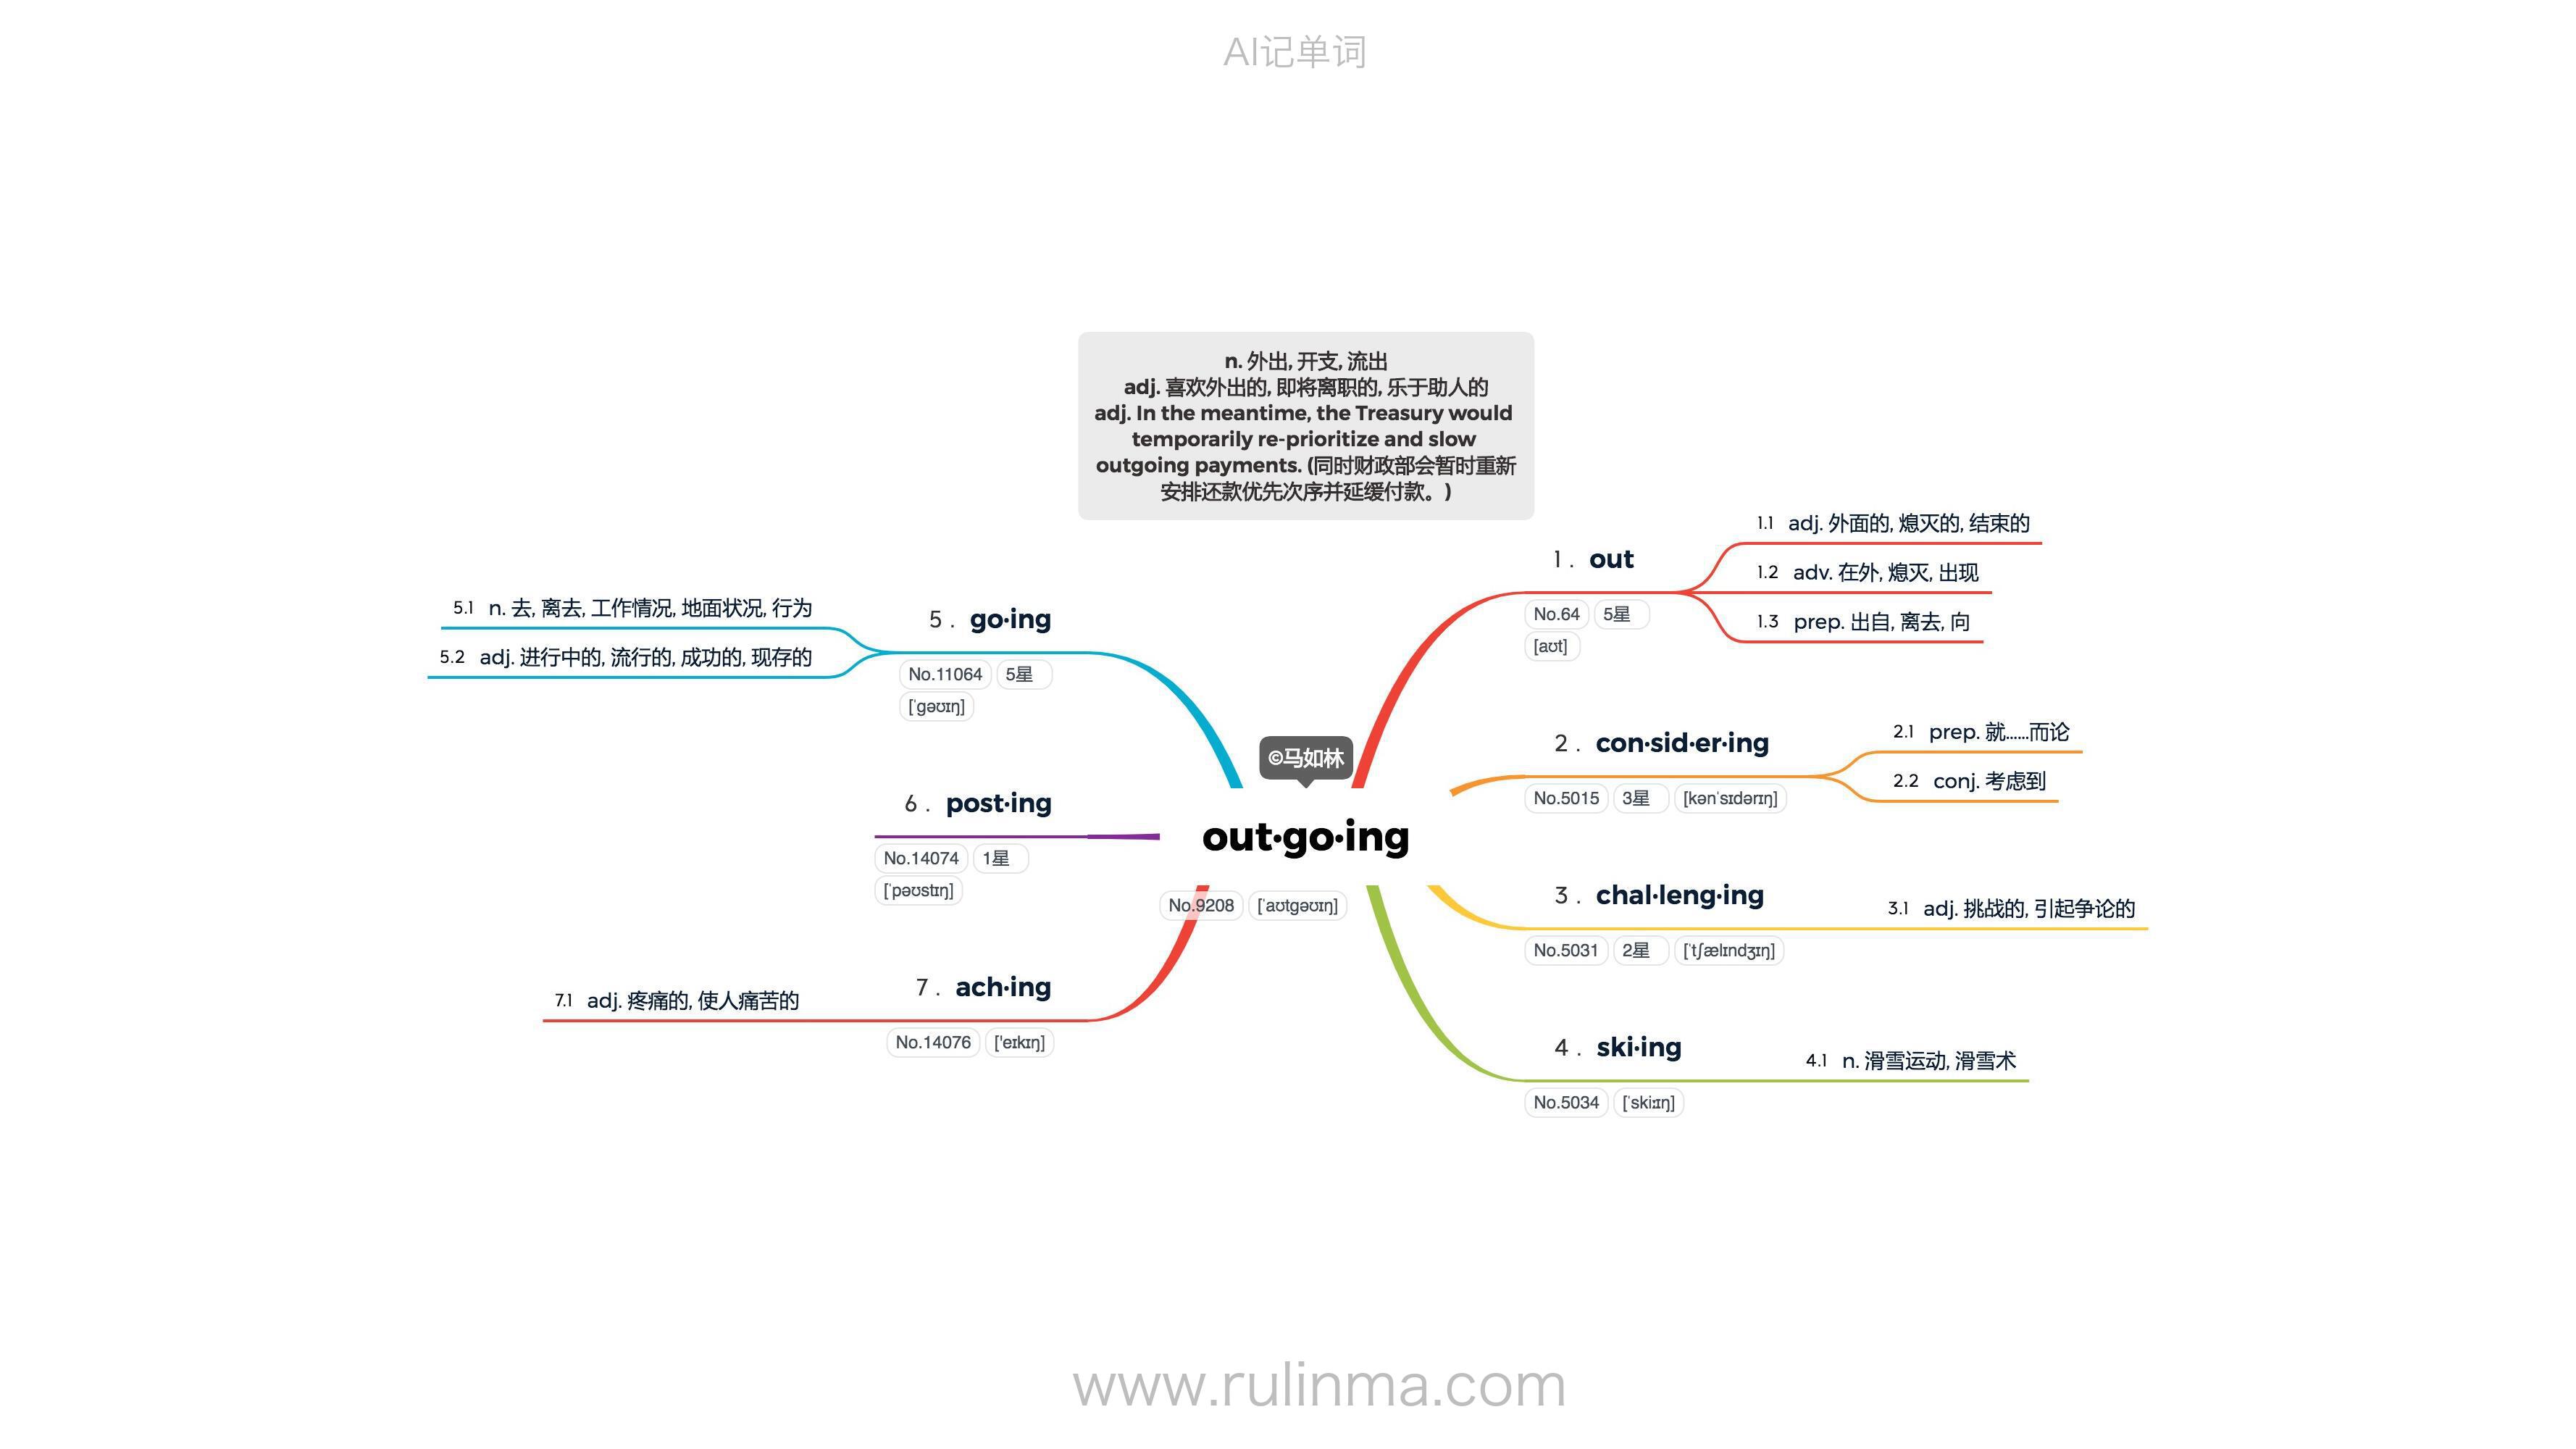 AI记单词
n. 外出, 开支, 流出
adj. 喜欢外出的, 即将离职的, 乐于助人的
adj. In the meantime, the Treasury would
temporarily re-prioritize and slow
outgoing payments. (同时财政部会暂时重新
安排还款优先次序并延缓付款。)
©马如林
out·go·ing
No.9208 [ˈaʊtɡəʊɪŋ]
1 . out
No.64 5星
[aʊt]
1.1 adj. 外面的, 熄灭的, 结束的
1.2 adv. 在外, 熄灭, 出现
1.3 prep. 出自, 离去, 向
2 . con·sid·er·ing
No.5015 3星 [kənˈsɪdərɪŋ]
2.1 prep. 就……而论
2.2 conj. 考虑到
3 . chal·leng·ing
No.5031 2星 [ˈtʃælɪndʒɪŋ]
3.1 adj. 挑战的, 引起争论的
4 . ski·ing
No.5034 [ˈskiːɪŋ]
4.1 n. 滑雪运动, 滑雪术
5 . go·ing
No.11064 5星
[ˈɡəʊɪŋ]
5.1 n. 去, 离去, 工作情况, 地面状况, 行为
5.2 adj. 进行中的, 流行的, 成功的, 现存的
6 . post·ing
No.14074 1星
[ˈpəʊstɪŋ]
7 . ach·ing
No.14076 ['eɪkɪŋ]
7.1 adj. 疼痛的, 使人痛苦的
www.rulinma.com